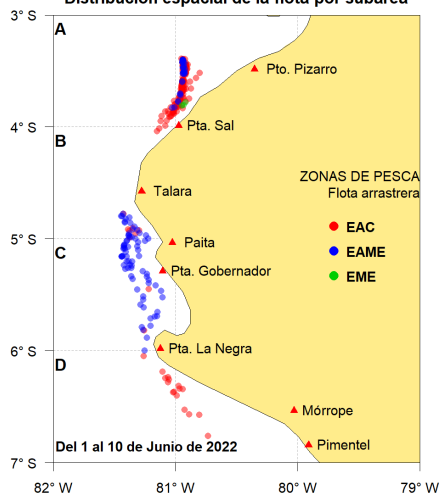 Distribución espacial de la flota por subárea
3° S
A
Pto. Pizarro
4° S
Pta. Sal
B
ZONAS DE PESCA
Flota arrastrera
Talara
EAC
5° S
Paita
C
EAME
Pta. Gobernador
EME
6° S
Pta. La Negra
D
Mórrope
Del 1 al 10 de Junio de 2022
Pimentel
7° S
82° W
81° W
80° W
79° W